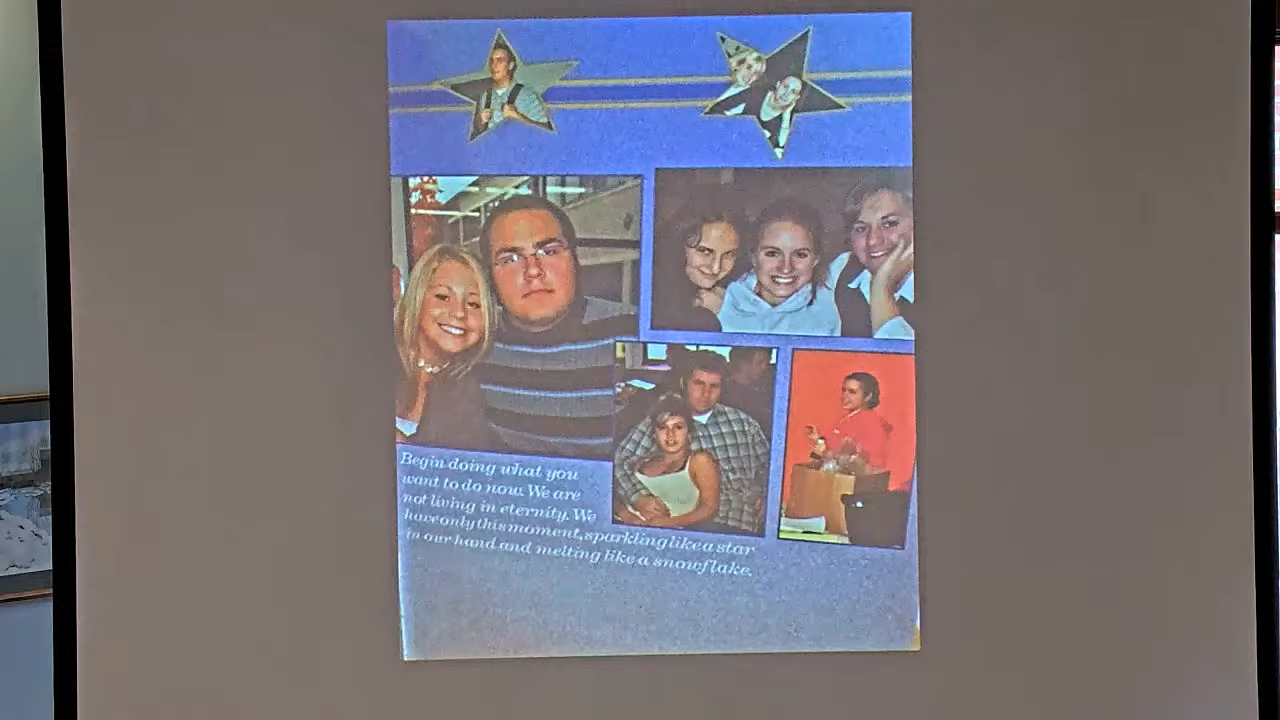 Begin doing what you
want to do now. We are
not living in eternity. We
have only this moment, sparkling like a star
in our hand and melting like a snowflake.